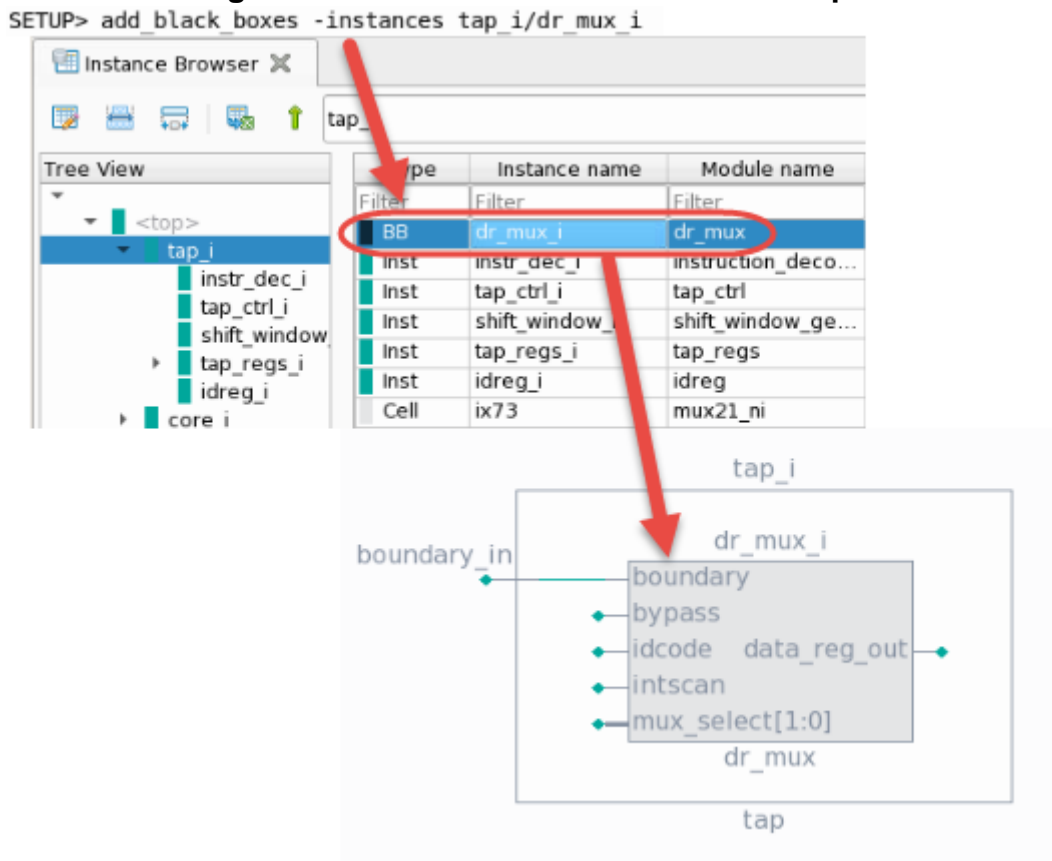 SETUP> add_black_boxes -instances tap_i/dr_mux_i
Instance Browser
tap_
Tree View
<top>
tap_i
instr_dec_i
tap_ctrl_i
shift_window
tap_regs_i
idreg_i
core_i
Instance name Module name
Filter Filter Filter
BB dr_mux_i dr_mux
Inst instr_dec_i instruction_deco...
Inst tap_ctrl_i tap_ctrl
Inst shift_window_ shift_window_ge...
Inst tap_regs_i tap_regs
Inst idreg_i idreg
Cell ix73 mux21_ni
tap_i
dr_mux_i
boundary_in
boundary
bypass
idcode data_reg_out
intscan
mux_select[1:0]
dr_mux
tap